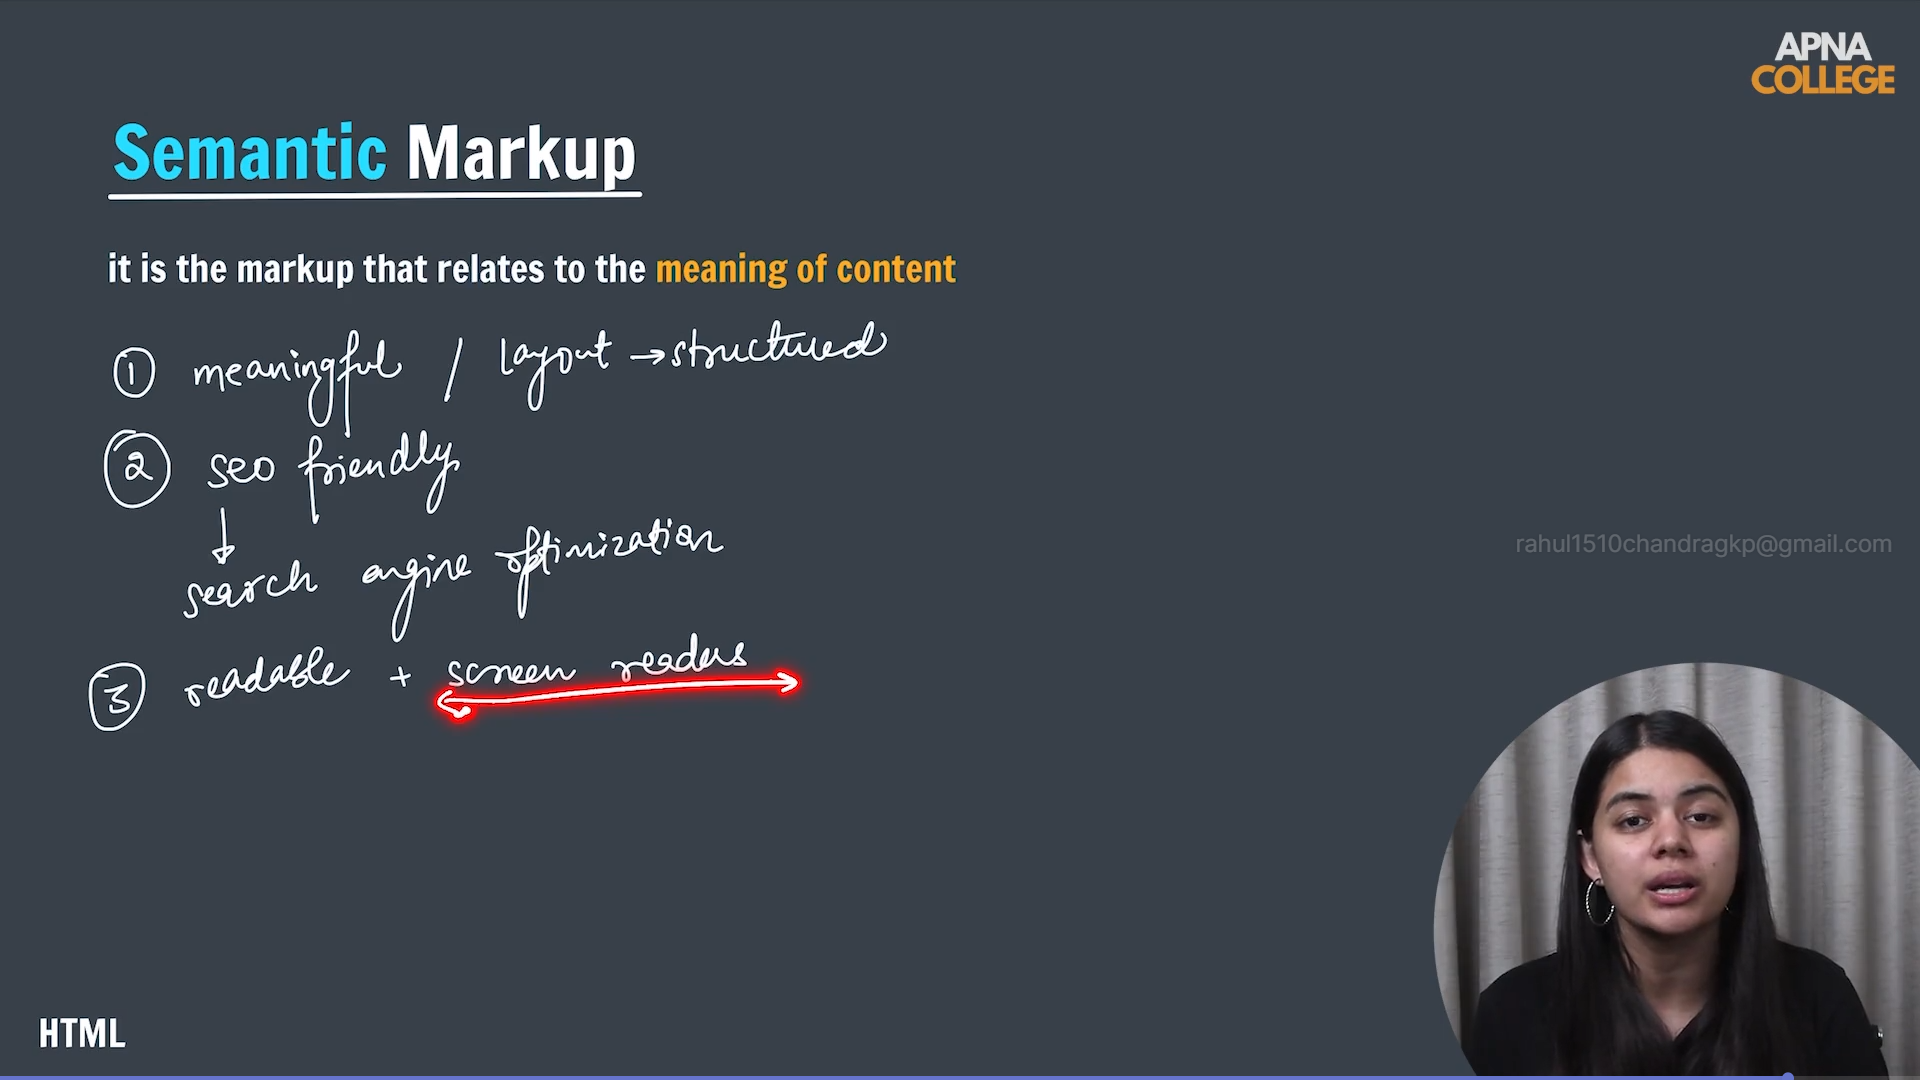 APNA
COLLEGE
Semantic Markup
it is the markup that relates to the meaning of content
① meaningful / layout → structured
② seo friendly
↓
search engine optimization
③ readable + screen readers
rahul1510chandragkp@gmail.com
HTML